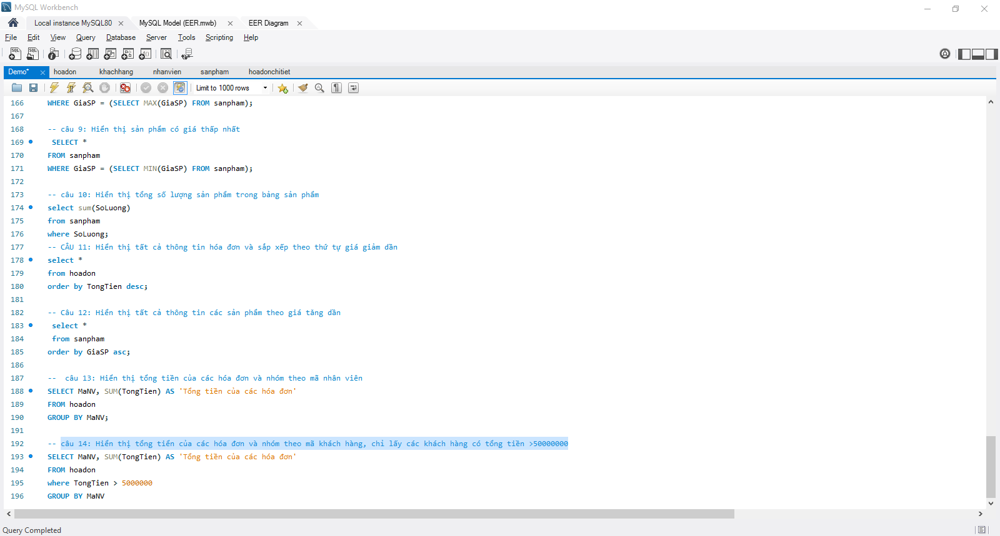 MySQL Workbench
Local instance MySQL80
MySQL Model (EER.mwb)
EER Diagram
File Edit View Query Database Server Tools Scripting Help
Demo* hoadon khachhang nhanvien sanpham hoadonchitiet
Limit to 1000 rows
166 WHERE GiaSP = (SELECT MAX(GiaSP) FROM sanpham);
167
168 -- câu 9: Hiển thị sản phẩm có giá thấp nhất
169 SELECT *
170 FROM sanpham
171 WHERE GiaSP = (SELECT MIN(GiaSP) FROM sanpham);
172
173 -- câu 10: Hiển thị tổng số lượng sản phẩm trong bảng sản phẩm
174 select sum(SoLuong)
175 from sanpham
176 where SoLuong;
177 -- CÂU 11: Hiển thị tất cả thông tin hóa đơn và sắp xếp theo thứ tự giá giảm dần
178 select *
179 from hoadon
180 order by TongTien desc;
181
182 -- Câu 12: Hiển thị tất cả thông tin các sản phẩm theo giá tăng dần
183 select *
184 from sanpham
185 order by GiaSP asc;
186
187 -- câu 13: Hiển thị tổng tiền của các hóa đơn và nhóm theo mã nhân viên
188 SELECT MaNV, SUM(TongTien) AS 'Tổng tiền của các hóa đơn'
189 FROM hoadon
190 GROUP BY MaNV;
191
192 -- câu 14: Hiển thị tổng tiền của các hóa đơn và nhóm theo mã khách hàng, chỉ lấy các khách hàng có tổng tiền >50000000
193 SELECT MaNV, SUM(TongTien) AS 'Tổng tiền của các hóa đơn'
194 FROM hoadon
195 where TongTien > 5000000
196 GROUP BY MaNV
Query Completed